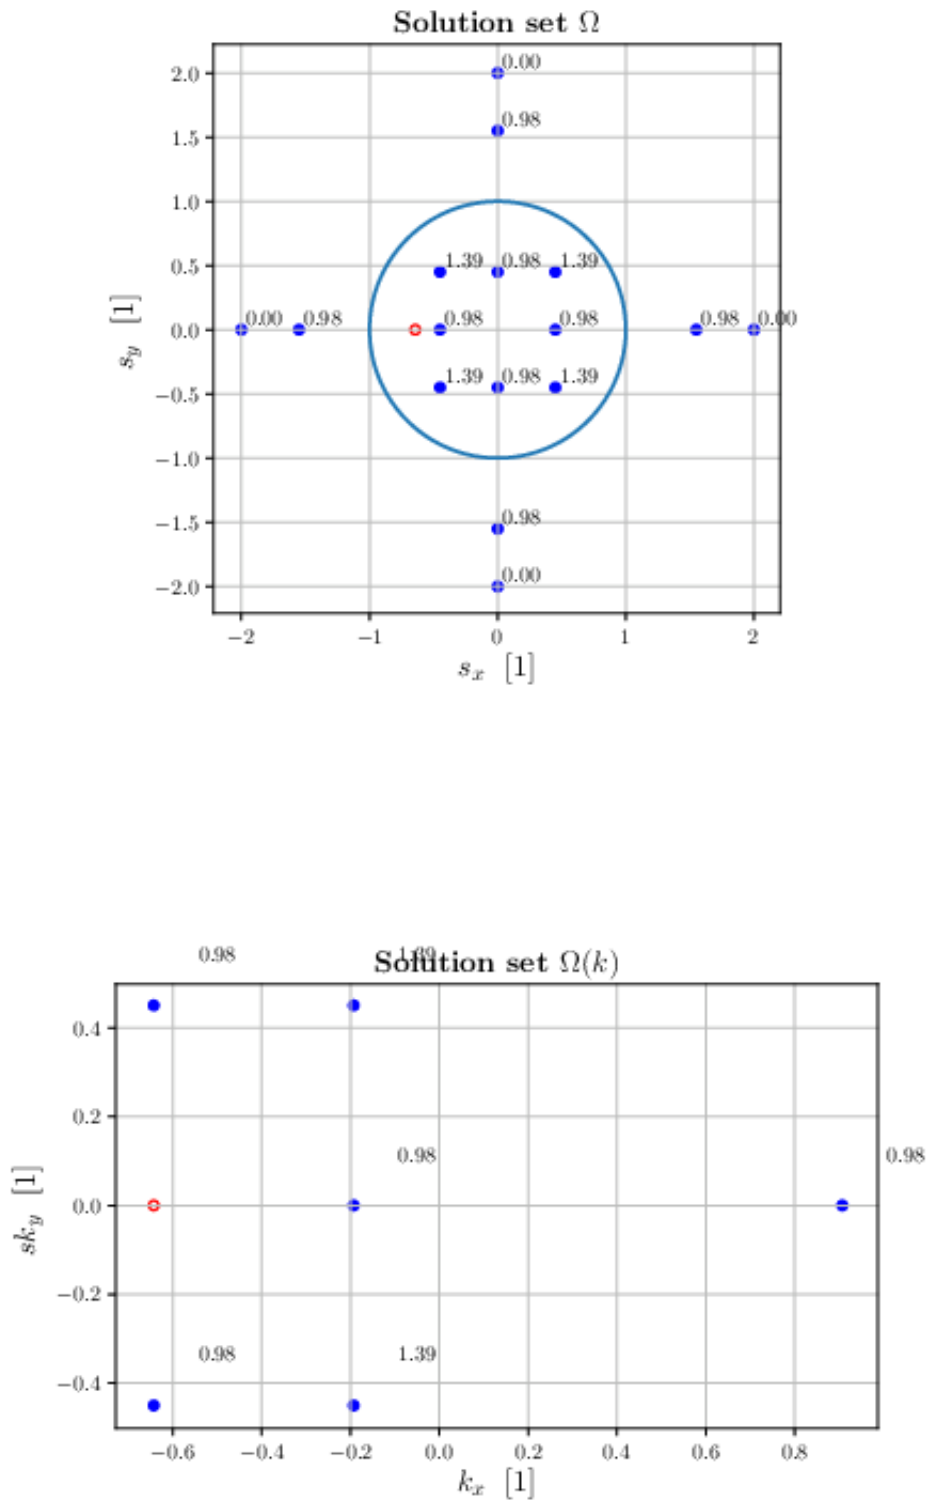 Solution set Ω
0.00
2.0
0.98
1.5
1.0
1.39 0.98 1.39
0.5
0.00 0.98 0.98 0.98 0.98 0.00
0.0
s_y [1]
1.39 0.98 1.39
−0.5
−1.0
0.98
−1.5
0.00
−2.0
−2 −1 0 1 2
s_x [1]
0.98 1.39
Solution set Ω(k)
0.4
0.2
0.98 0.98
0.0
sk_y [1]
−0.2
0.98 1.39
−0.4
−0.6 −0.4 −0.2 0.0 0.2 0.4 0.6 0.8
k_x [1]